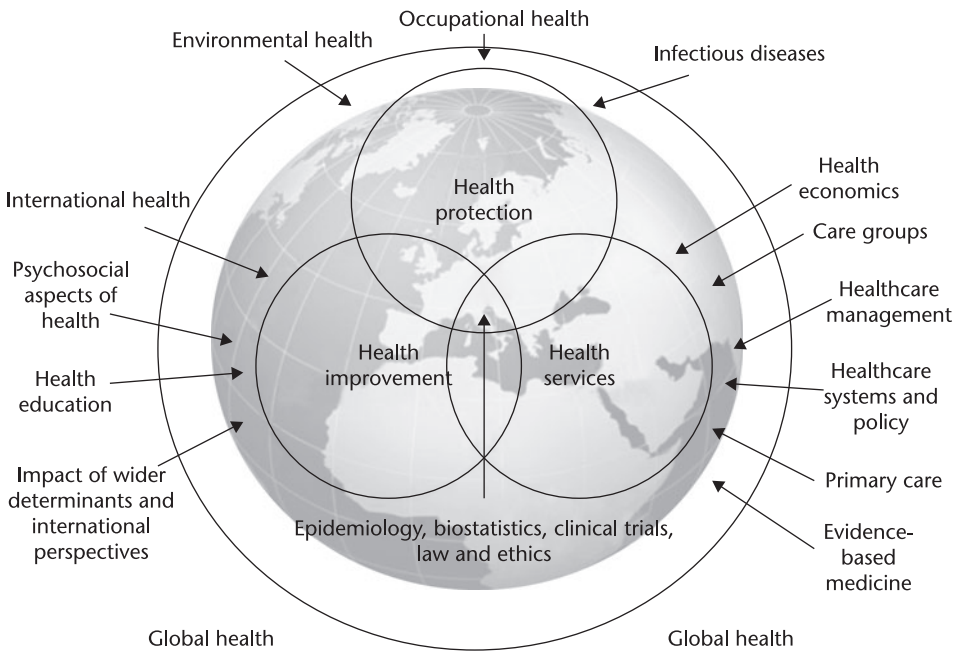 Occupational health
Environmental health
Infectious diseases
Health
protection
Health
economics
International health
Care groups
Psychosocial
aspects of
health
Healthcare
management
Health
improvement
Health
services
Health
education
Healthcare
systems and
policy
Impact of wider
determinants and
international
perspectives
Primary care
Epidemiology, biostatistics, clinical trials,
law and ethics
Evidence-
based
medicine
Global health
Global health